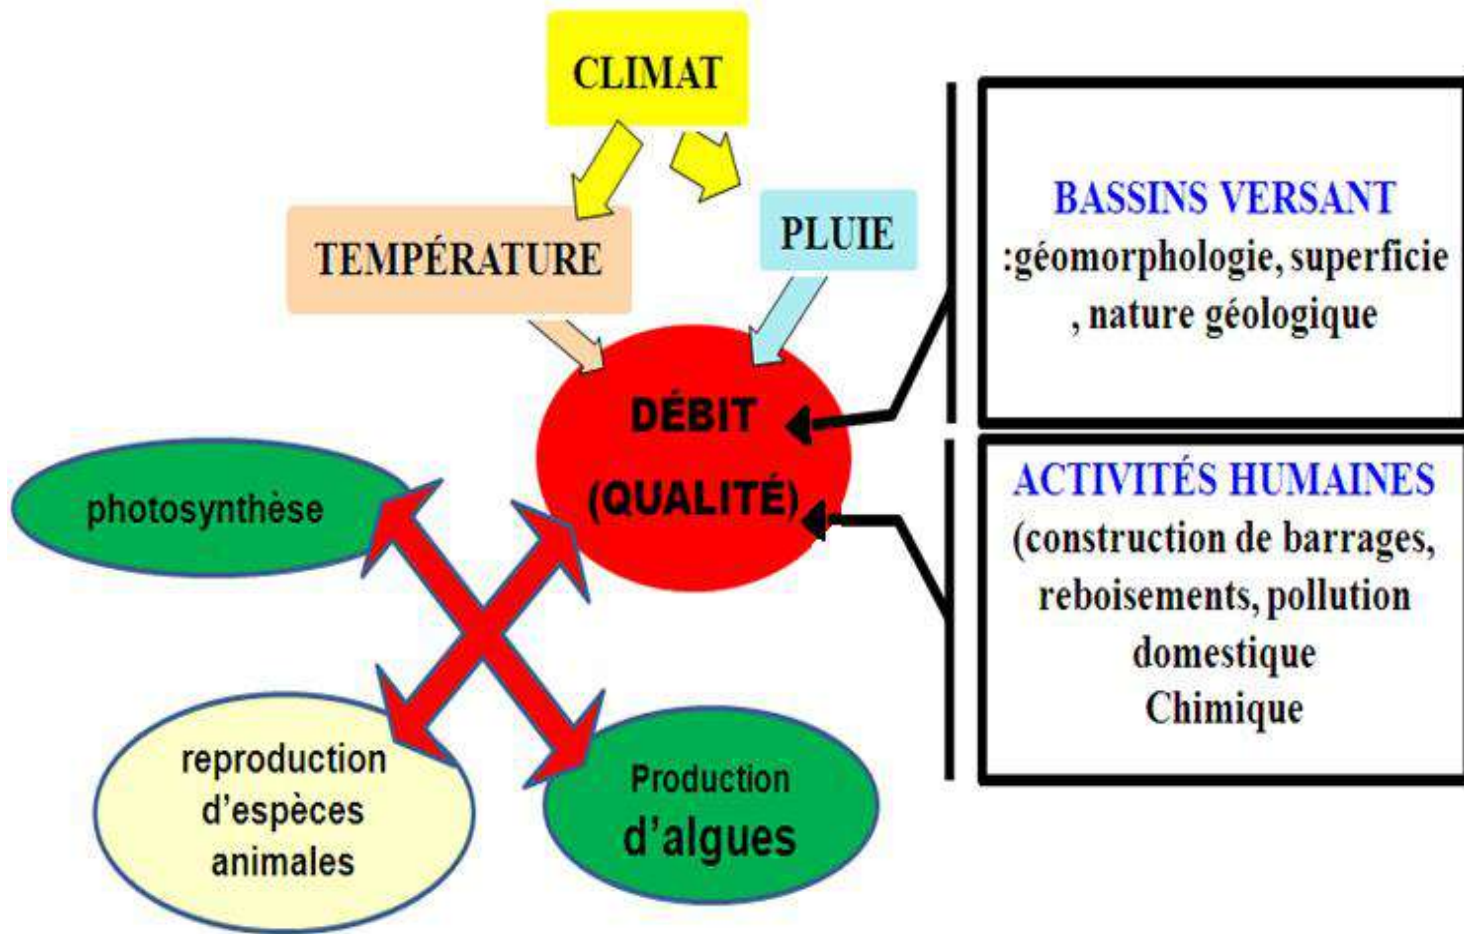 CLIMAT
TEMPÉRATURE
PLUIE
BASSINS VERSANT
:géomorphologie, superficie
, nature géologique
DÉBIT
(QUALITÉ)
ACTIVITÉS HUMAINES
(construction de barrages,
reboisements, pollution
domestique
Chimique
photosynthèse
reproduction
d'espèces
animales
Production
d'algues